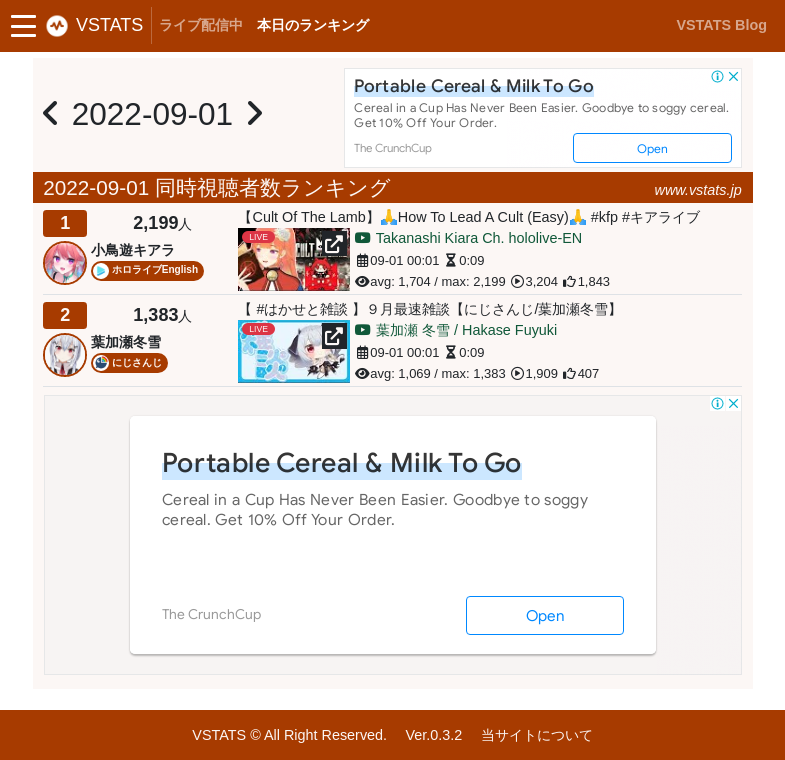 VSTATS ライブ配信中 本日のランキング VSTATS Blog
2022-09-01
Portable Cereal & Milk To Go
Cereal in a Cup Has Never Been Easier. Goodbye to soggy cereal.
Get 10% Off Your Order.
The CrunchCup
Open
2022-09-01 同時視聴者数ランキング www.vstats.jp
1
2,199人
小鳥遊キアラ
ホロライブEnglish
【Cult Of The Lamb】🙏How To Lead A Cult (Easy)🙏 #kfp #キアライブ
LIVE
CULT
Takanashi Kiara Ch. hololive-EN
09-01 00:01 0:09
avg: 1,704 / max: 2,199 3,204 1,843
2
1,383人
葉加瀬冬雪
にじさんじ
【 #はかせと雑談 】９月最速雑談【にじさんじ/葉加瀬冬雪】
LIVE
葉加瀬 冬雪 / Hakase Fuyuki
09-01 00:01 0:09
avg: 1,069 / max: 1,383 1,909 407
Portable Cereal & Milk To Go
Cereal in a Cup Has Never Been Easier. Goodbye to soggy
cereal. Get 10% Off Your Order.
The CrunchCup
Open
VSTATS © All Right Reserved. Ver.0.3.2 当サイトについて